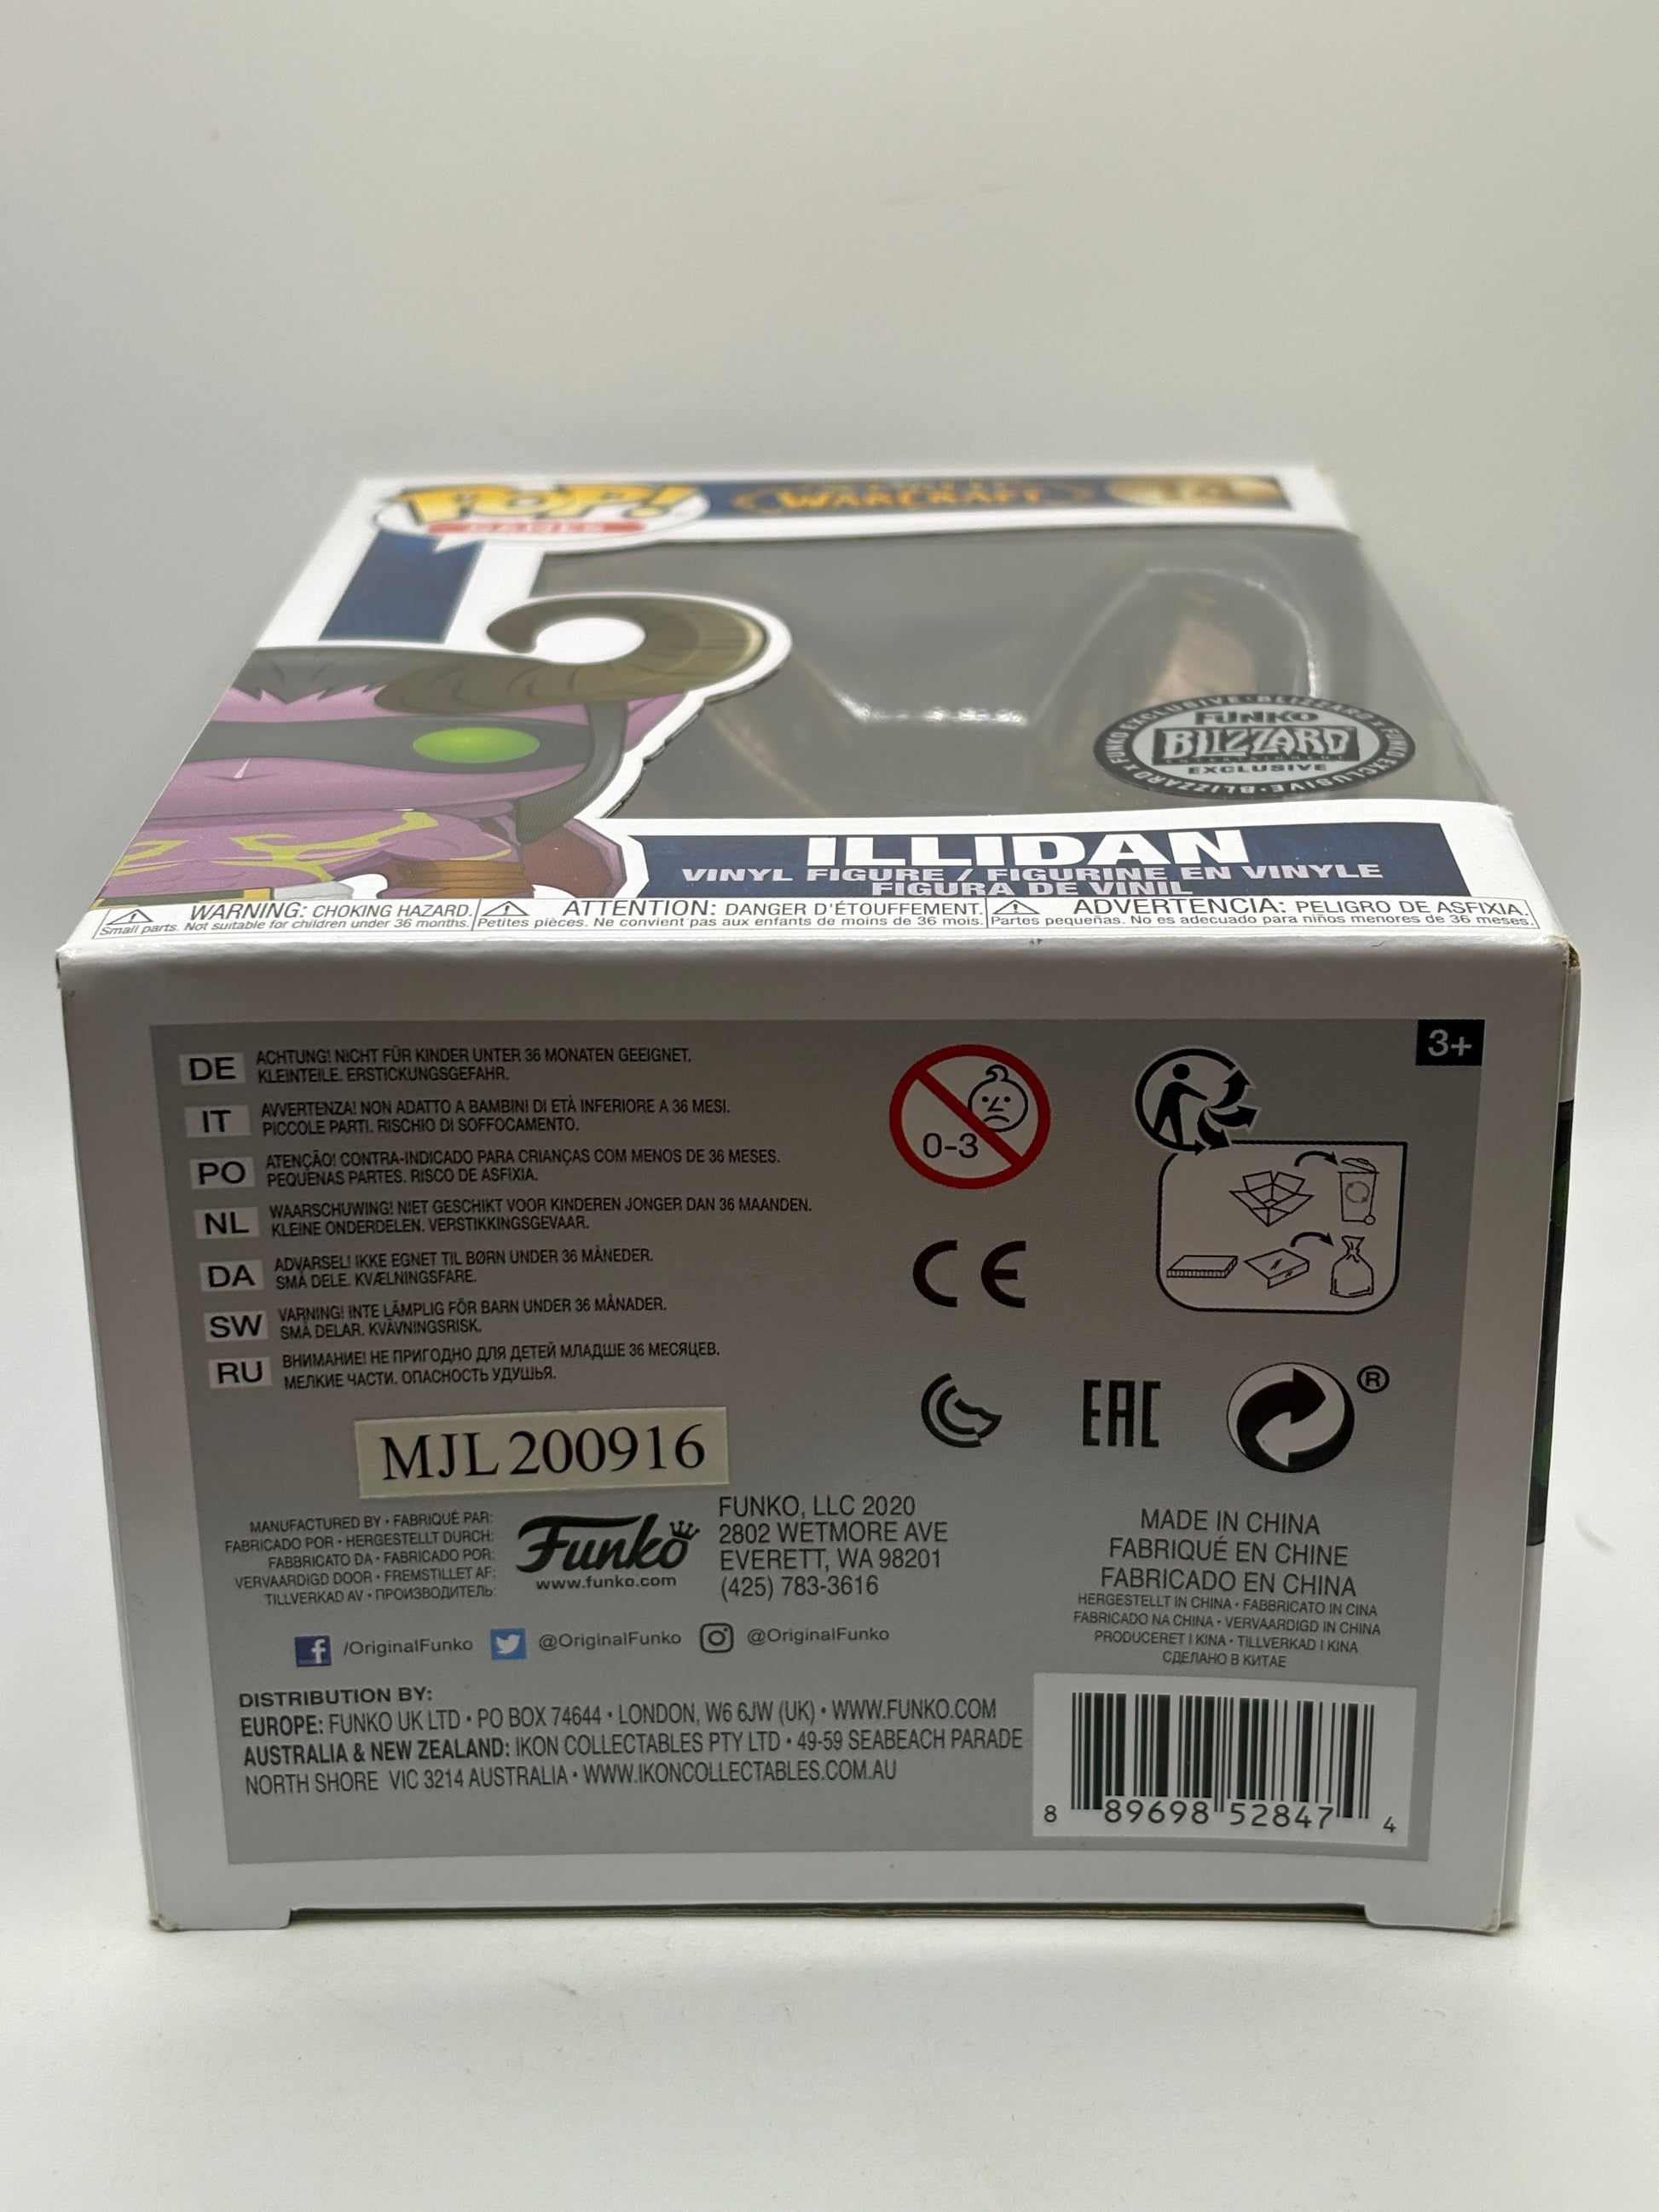 POP!
GAMES
WARCRAFT
14
EXCLUSIVE • BLIZZARD X FUNKO EXCLUSIVE • BLIZZARD X FUNKO
FUNKO
BLIZZARD
ENTERTAINMENT
EXCLUSIVE
ILLIDAN
VINYL FIGURE / FIGURINE EN VINYLE
FIGURA DE VINIL
WARNING: CHOKING HAZARD.
Small parts. Not suitable for children under 36 months.
ATTENTION: DANGER D'ÉTOUFFEMENT.
Petites pièces. Ne convient pas aux enfants de moins de 36 mois.
ADVERTENCIA: PELIGRO DE ASFIXIA.
Partes pequeñas. No es adecuado para niños menores de 36 meses.
3+
DE ACHTUNG! NICHT FÜR KINDER UNTER 36 MONATEN GEEIGNET.
KLEINTEILE. ERSTICKUNGSGEFAHR.
IT AVVERTENZA! NON ADATTO A BAMBINI DI ETÀ INFERIORE A 36 MESI.
PICCOLE PARTI. RISCHIO DI SOFFOCAMENTO.
PO ATENÇÃO! CONTRA-INDICADO PARA CRIANÇAS COM MENOS DE 36 MESES.
PEQUENAS PARTES. RISCO DE ASFIXIA.
NL WAARSCHUWING! NIET GESCHIKT VOOR KINDEREN JONGER DAN 36 MAANDEN.
KLEINE ONDERDELEN. VERSTIKKINGSGEVAAR.
DA ADVARSEL! IKKE EGNET TIL BØRN UNDER 36 MÅNEDER.
SMÅ DELE. KVÆLNINGSFARE.
SW VARNING! INTE LÄMPLIG FÖR BARN UNDER 36 MÅNADER.
SMÅ DELAR. KVÄVNINGSRISK.
RU ВНИМАНИЕ! НЕ ПРИГОДНО ДЛЯ ДЕТЕЙ МЛАДШЕ 36 МЕСЯЦЕВ.
МЕЛКИЕ ЧАСТИ. ОПАСНОСТЬ УДУШЬЯ.
0-3
CE
EAC
®
MJL 200916
MANUFACTURED BY • FABRIQUÉ PAR:
FABRICADO POR • HERGESTELLT DURCH:
FABBRICATO DA • FABRICADO POR:
VERVAARDIGD DOOR • FREMSTILLET AF:
TILLVERKAD AV • ПРОИЗВОДИТЕЛЬ:
Funko
www.funko.com
FUNKO, LLC 2020
2802 WETMORE AVE
EVERETT, WA 98201
(425) 783-3616
/OriginalFunko @OriginalFunko @OriginalFunko
MADE IN CHINA
FABRIQUÉ EN CHINE
FABRICADO EN CHINA
HERGESTELLT IN CHINA • FABBRICATO IN CINA
FABRICADO NA CHINA • VERVAARDIGD IN CHINA
PRODUCERET I KINA • TILLVERKAD I KINA
СДЕЛАНО В КИТАЕ
DISTRIBUTION BY:
EUROPE: FUNKO UK LTD • PO BOX 74644 • LONDON, W6 6JW (UK) • WWW.FUNKO.COM
AUSTRALIA & NEW ZEALAND: IKON COLLECTABLES PTY LTD • 49-59 SEABEACH PARADE
NORTH SHORE VIC 3214 AUSTRALIA • WWW.IKONCOLLECTABLES.COM.AU
8 89698 52847 4